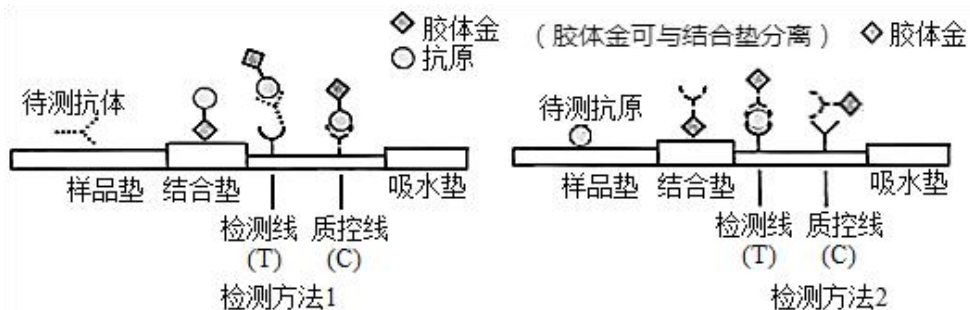 胶体金
抗原
(胶体金可与结合垫分离)
胶体金
待测抗体
样品垫
结合垫
吸水垫
检测线
(T)
质控线
(C)
检测方法1
待测抗原
样品垫
结合垫
吸水垫
检测线
(T)
质控线
(C)
检测方法2